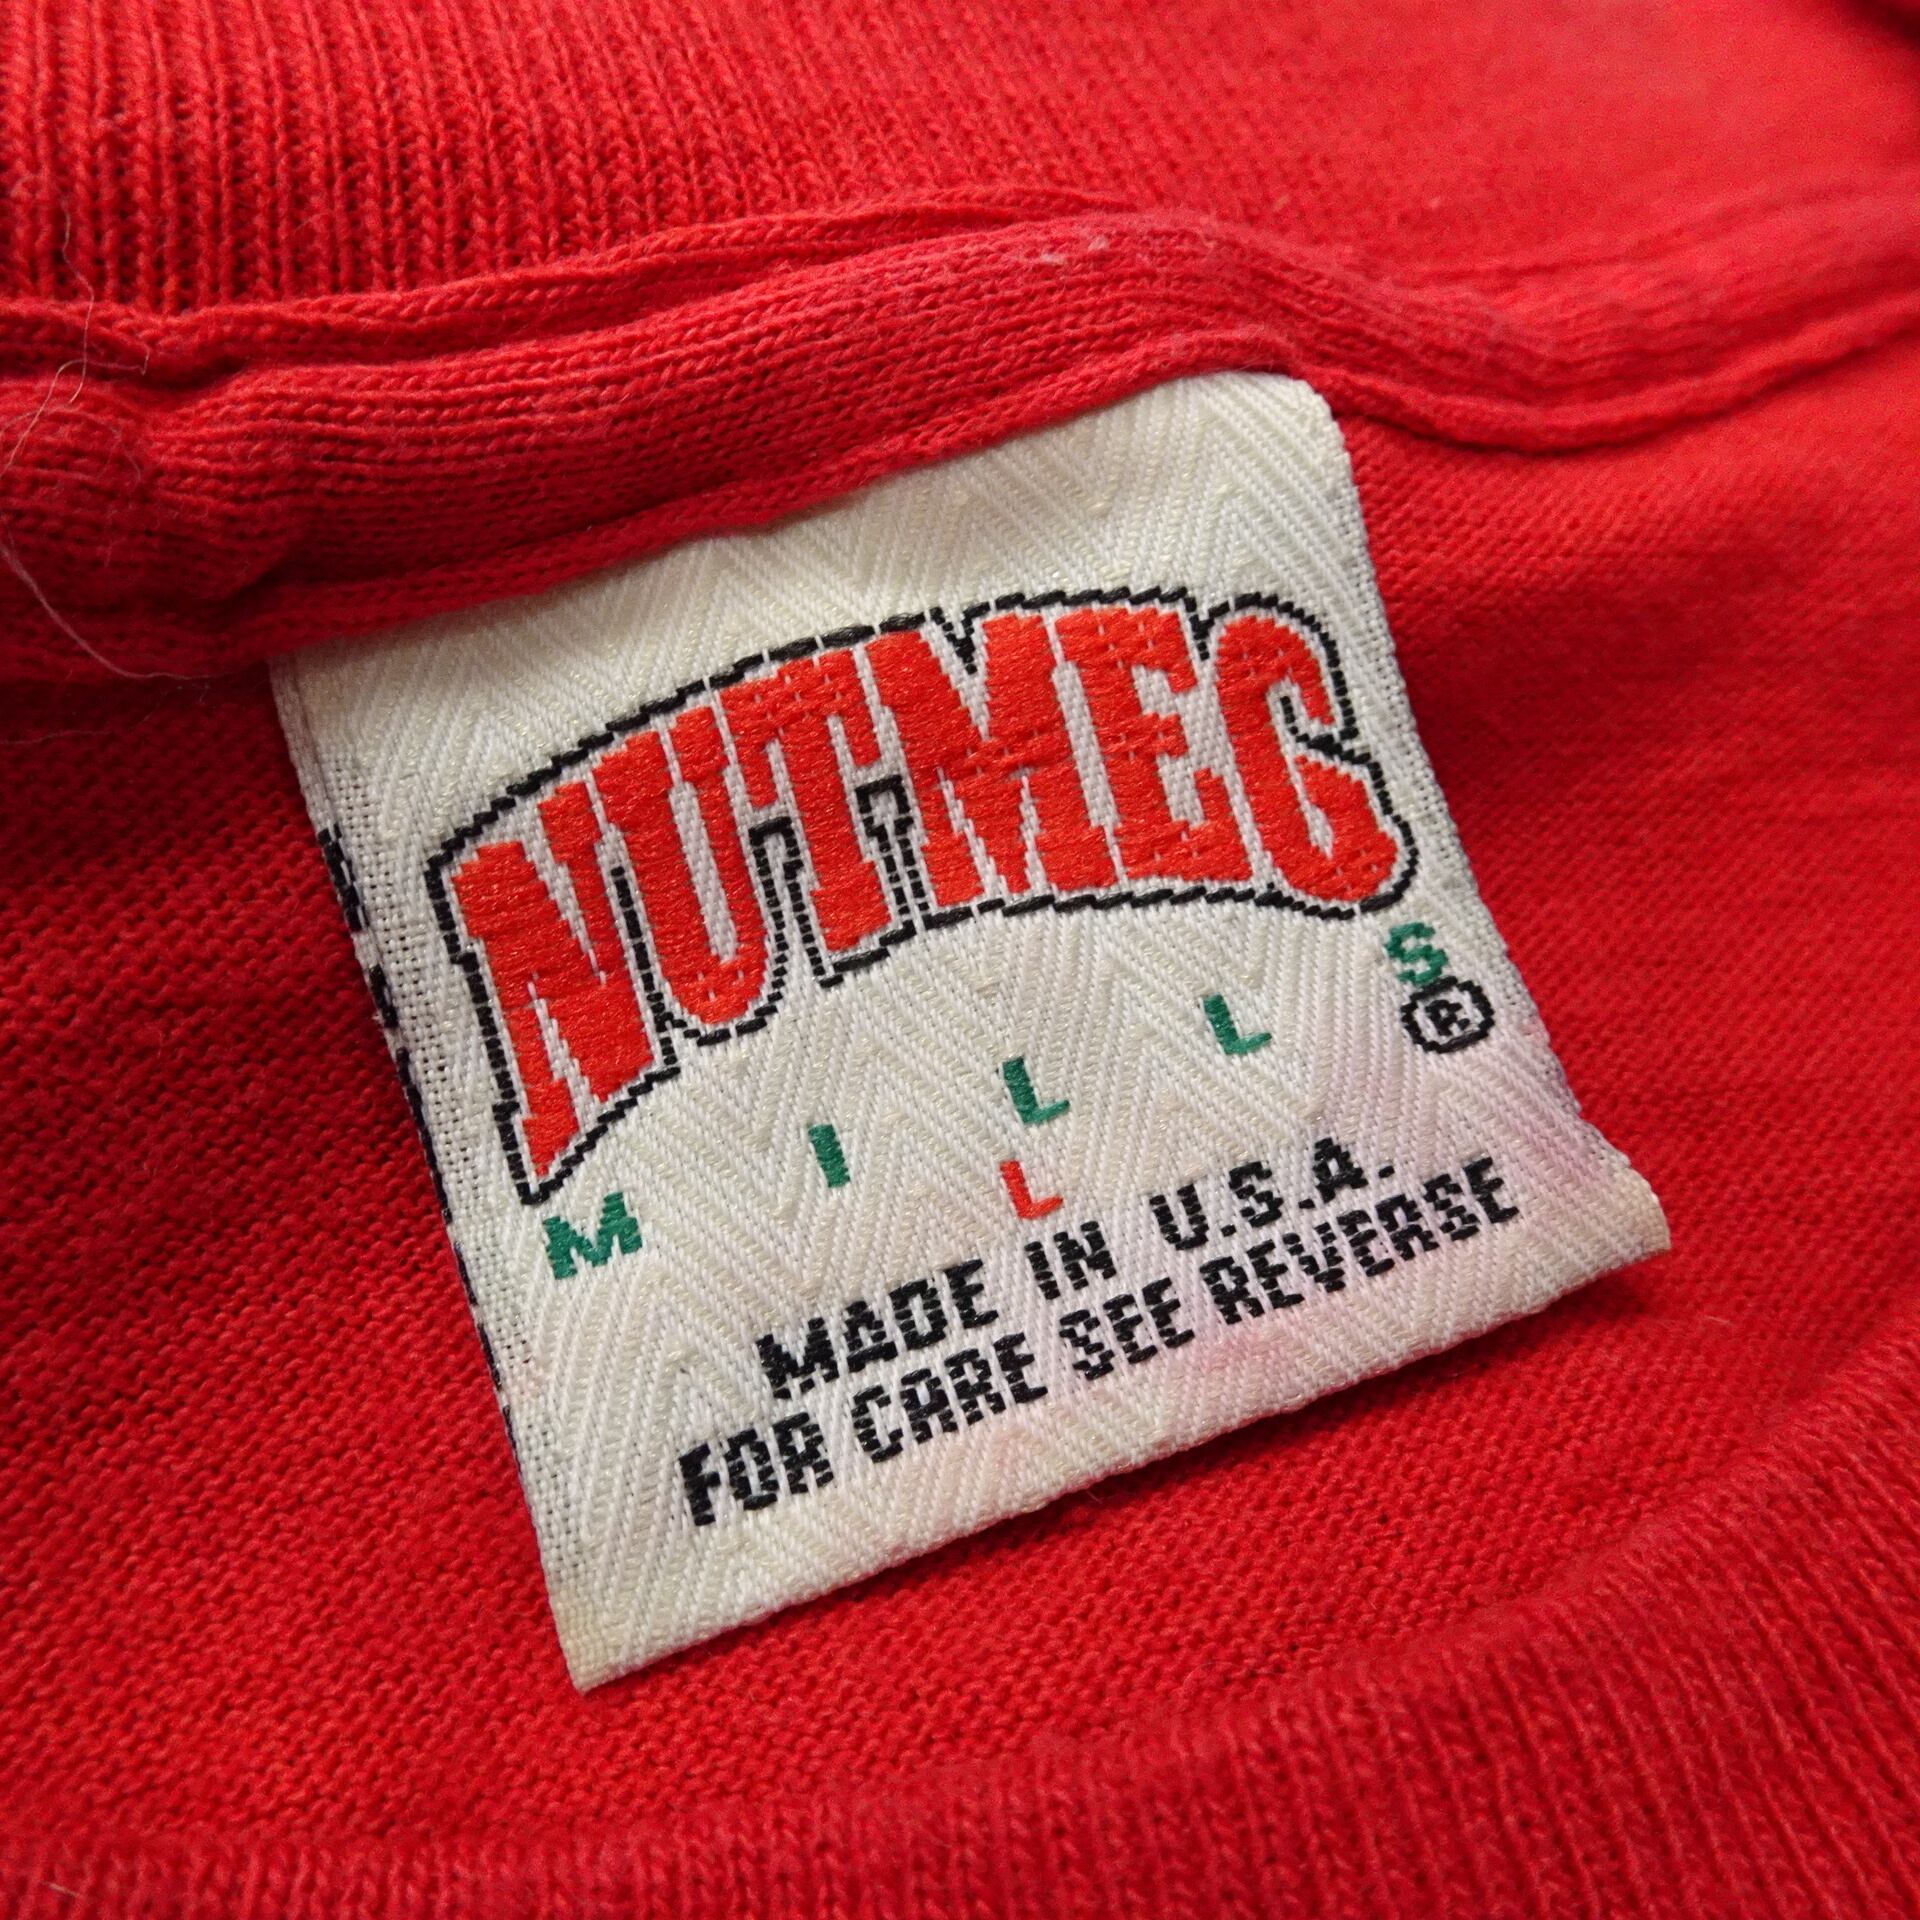 NUTMEG
MILLS®
L
MADE IN U.S.A.
FOR CARE SEE REVERSE